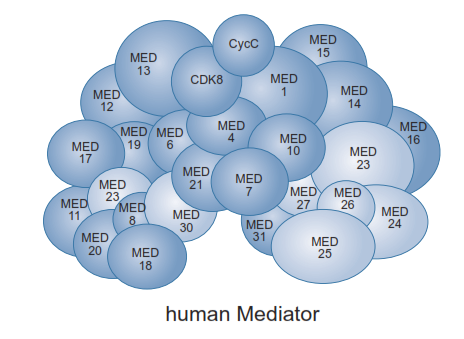 CycC
MED
15
MED
13
CDK8
MED
1
MED
14
MED
12
MED
19
MED
6
MED
4
MED
10
MED
16
MED
17
MED
23
MED
21
MED
7
MED
23
MED
27
MED
26
MED
11
MED
8
MED
30
MED
24
MED
31
MED
20
MED
18
MED
25
human Mediator